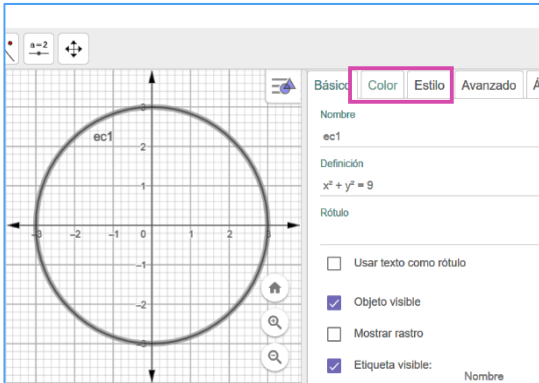 a=2
Básico Color Estilo Avanzado Á
Nombre
ec1
Definición
x² + y² = 9
Rótulo
Usar texto como rótulo
Objeto visible
Mostrar rastro
Etiqueta visible:
Nombre
ec1
3
2
1
-3 -2 -1 0 1 2 3
-1
-2
-3